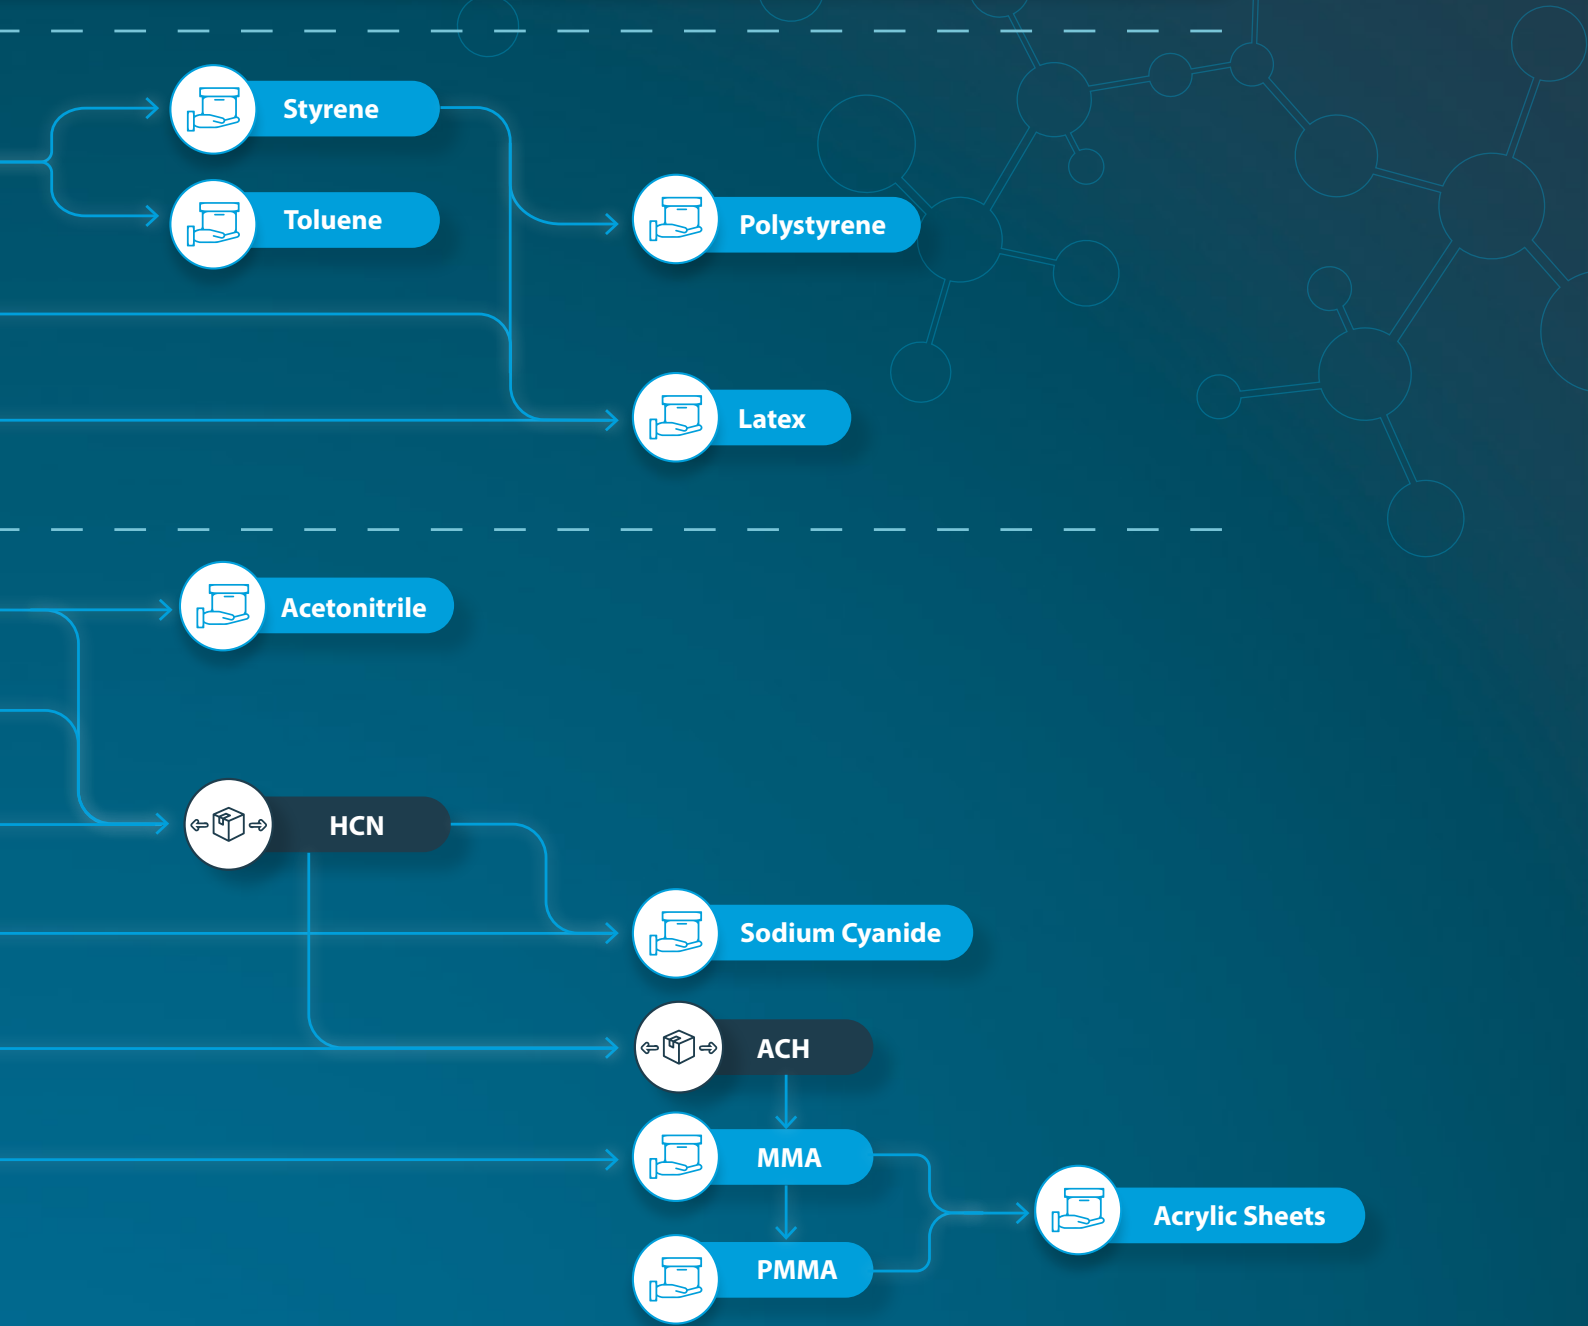 Styrene
Toluene
Polystyrene
Latex
Acetonitrile
HCN
Sodium Cyanide
ACH
MMA
Acrylic Sheets
PMMA